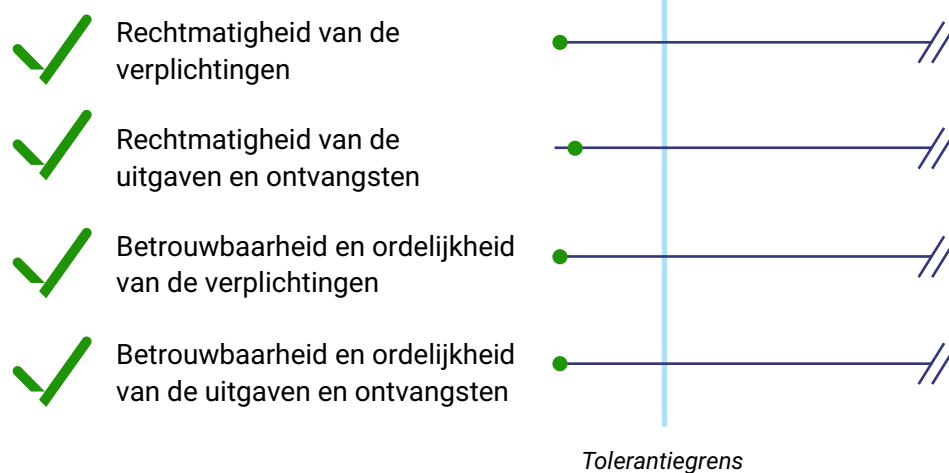 Rechtmatigheid van de
verplichtingen
Rechtmatigheid van de
uitgaven en ontvangsten
Betrouwbaarheid en ordelijkheid
van de verplichtingen
Betrouwbaarheid en ordelijkheid
van de uitgaven en ontvangsten
Tolerantiegrens